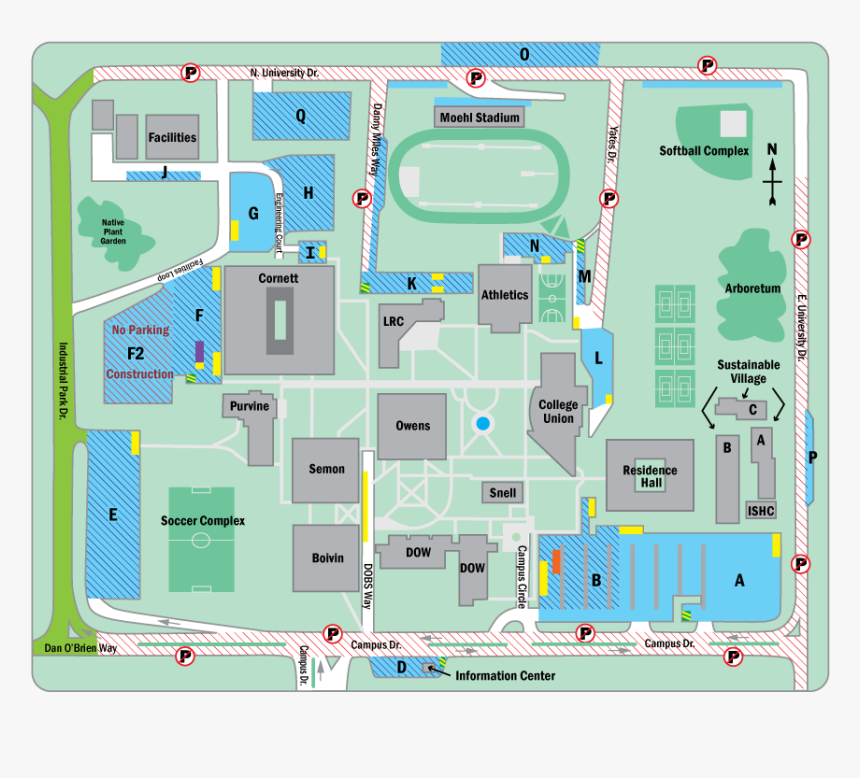 O
P
P
P
N. University Dr.
Q
Danny Miles Way
Moehl Stadium
Yates Dr.
Facilities
Softball Complex
N
J
H
P
P
G
Engineering Court
Native
Plant
Garden
N
P
I
Facilities Loop
Cornett
K
Athletics
M
Arboretum
E. University Dr.
F
LRC
No Parking
F2
Construction
Industrial Park Dr.
L
Sustainable
Village
Purvine
Owens
College
Union
C
B
A
P
Semon
Residence
Hall
Snell
ISHC
E
Soccer Complex
Boivin
DOW
DOW
DOBS Way
Campus Circle
B
A
P
P
P
Dan O'Brien Way
Campus Dr.
Campus Dr.
P
Campus Dr.
P
D
Information Center